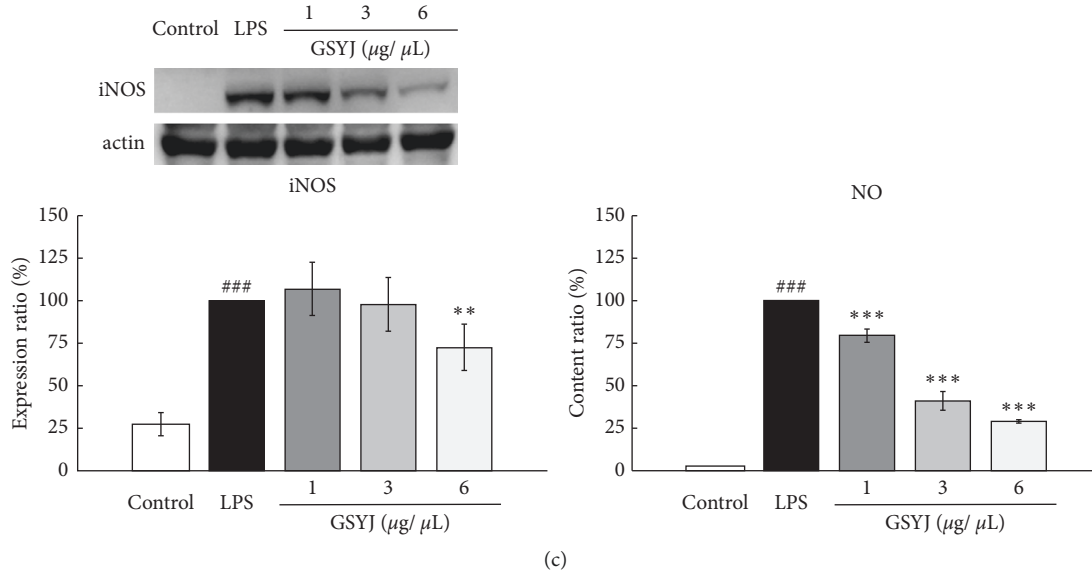 Control LPS 1 3 6
GSYJ (µg/ µL)
iNOS
actin
iNOS
150
125
100
75
50
25
0
Expression ratio (%)
###
**
Control LPS 1 3 6
GSYJ (µg/ µL)
NO
150
125
100
75
50
25
0
Content ratio (%)
###
***
***
***
Control LPS 1 3 6
GSYJ (µg/ µL)
(c)